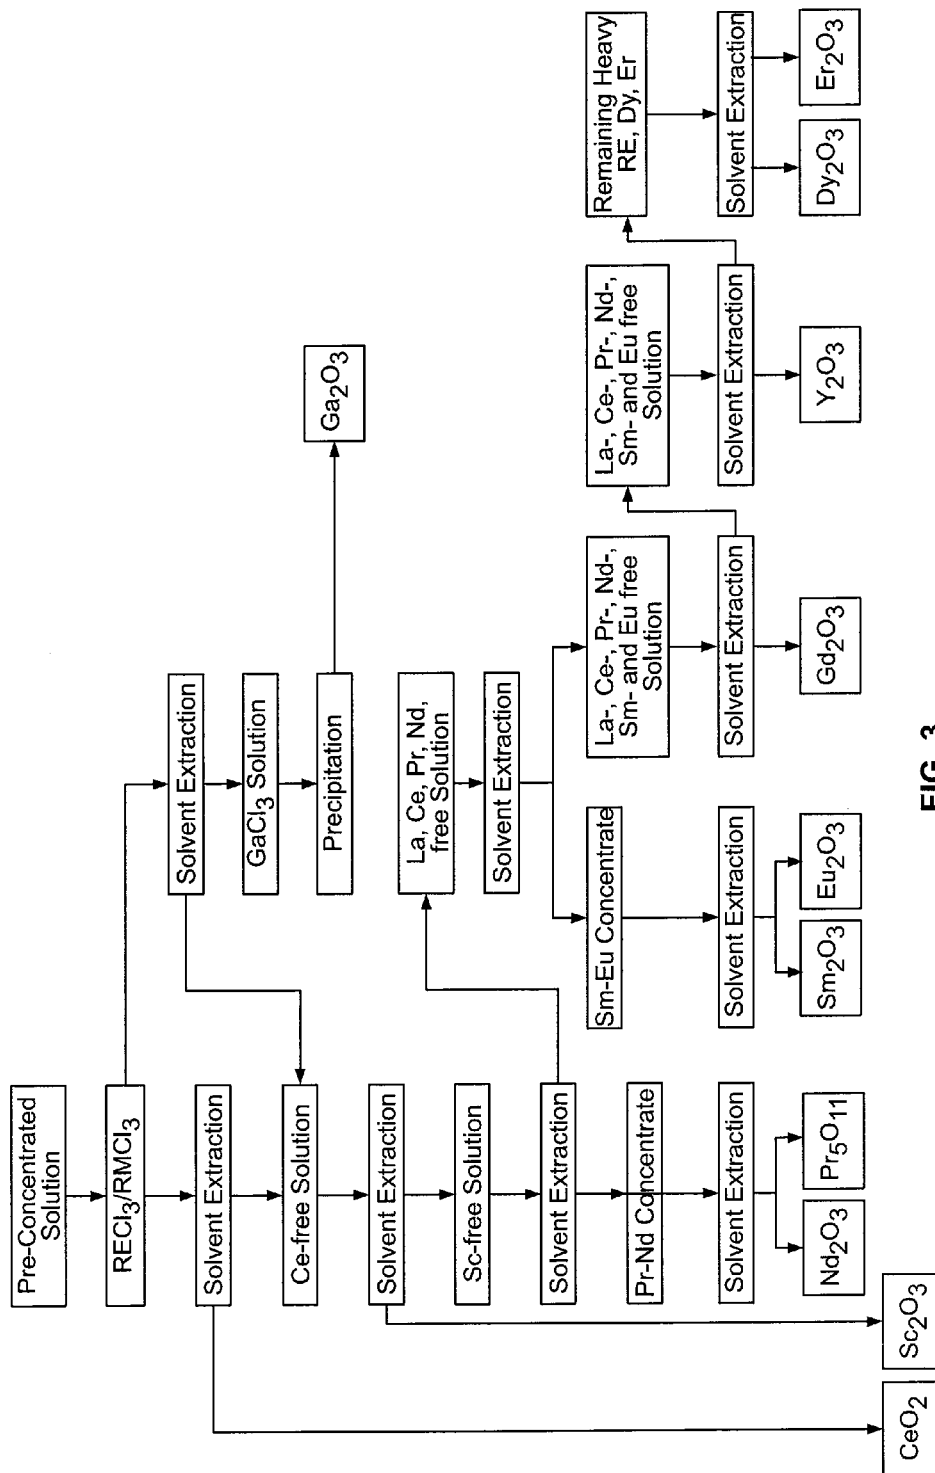 Pre-Concentrated
Solution
RECl3/RMCl3
Solvent Extraction
Ce-free Solution
Solvent Extraction
Sc-free Solution
Solvent Extraction
Pr-Nd Concentrate
Solvent Extraction
Nd2O3
Pr5O11
CeO2
Sc2O3
Solvent Extraction
GaCl3 Solution
Precipitation
Ga2O3
La, Ce, Pr, Nd,
free Solution
Solvent Extraction
Sm-Eu Concentrate
Solvent Extraction
Sm2O3
Eu2O3
La-, Ce-, Pr-, Nd-,
Sm- and Eu free
Solution
Solvent Extraction
Gd2O3
La-, Ce-, Pr-, Nd-,
Sm- and Eu free
Solution
Solvent Extraction
Y2O3
Remaining Heavy
RE, Dy, Er
Solvent Extraction
Dy2O3
Er2O3
FIG. 3